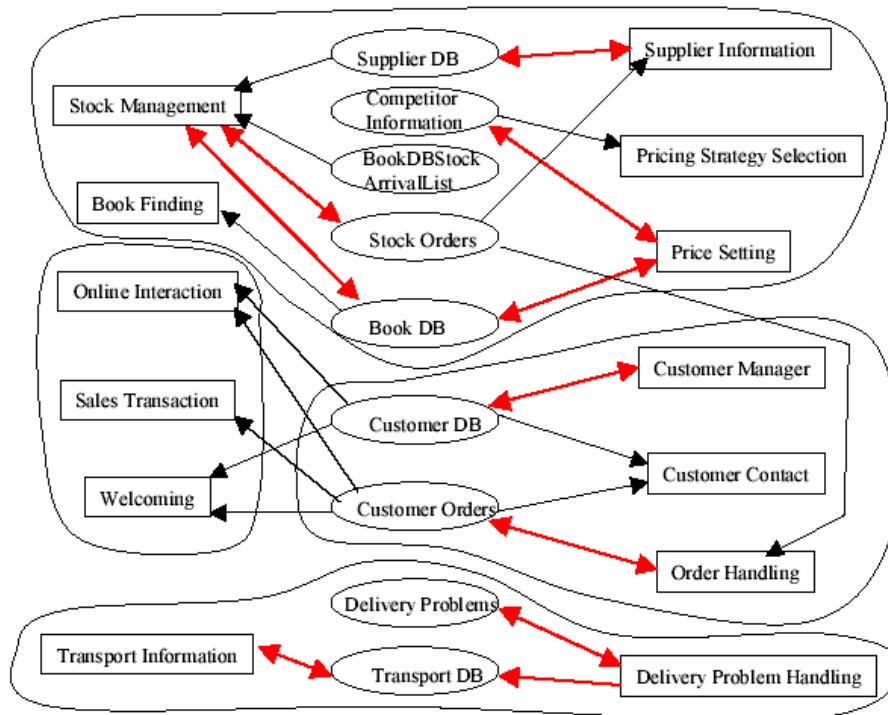 Supplier DB
Supplier Information
Stock Management
Competitor
Information
Pricing Strategy Selection
BookDBStock
ArrivalList
Book Finding
Stock Orders
Price Setting
Online Interaction
Book DB
Customer Manager
Sales Transaction
Customer DB
Customer Contact
Welcoming
Customer Orders
Order Handling
Delivery Problems
Transport Information
Transport DB
Delivery Problem Handling